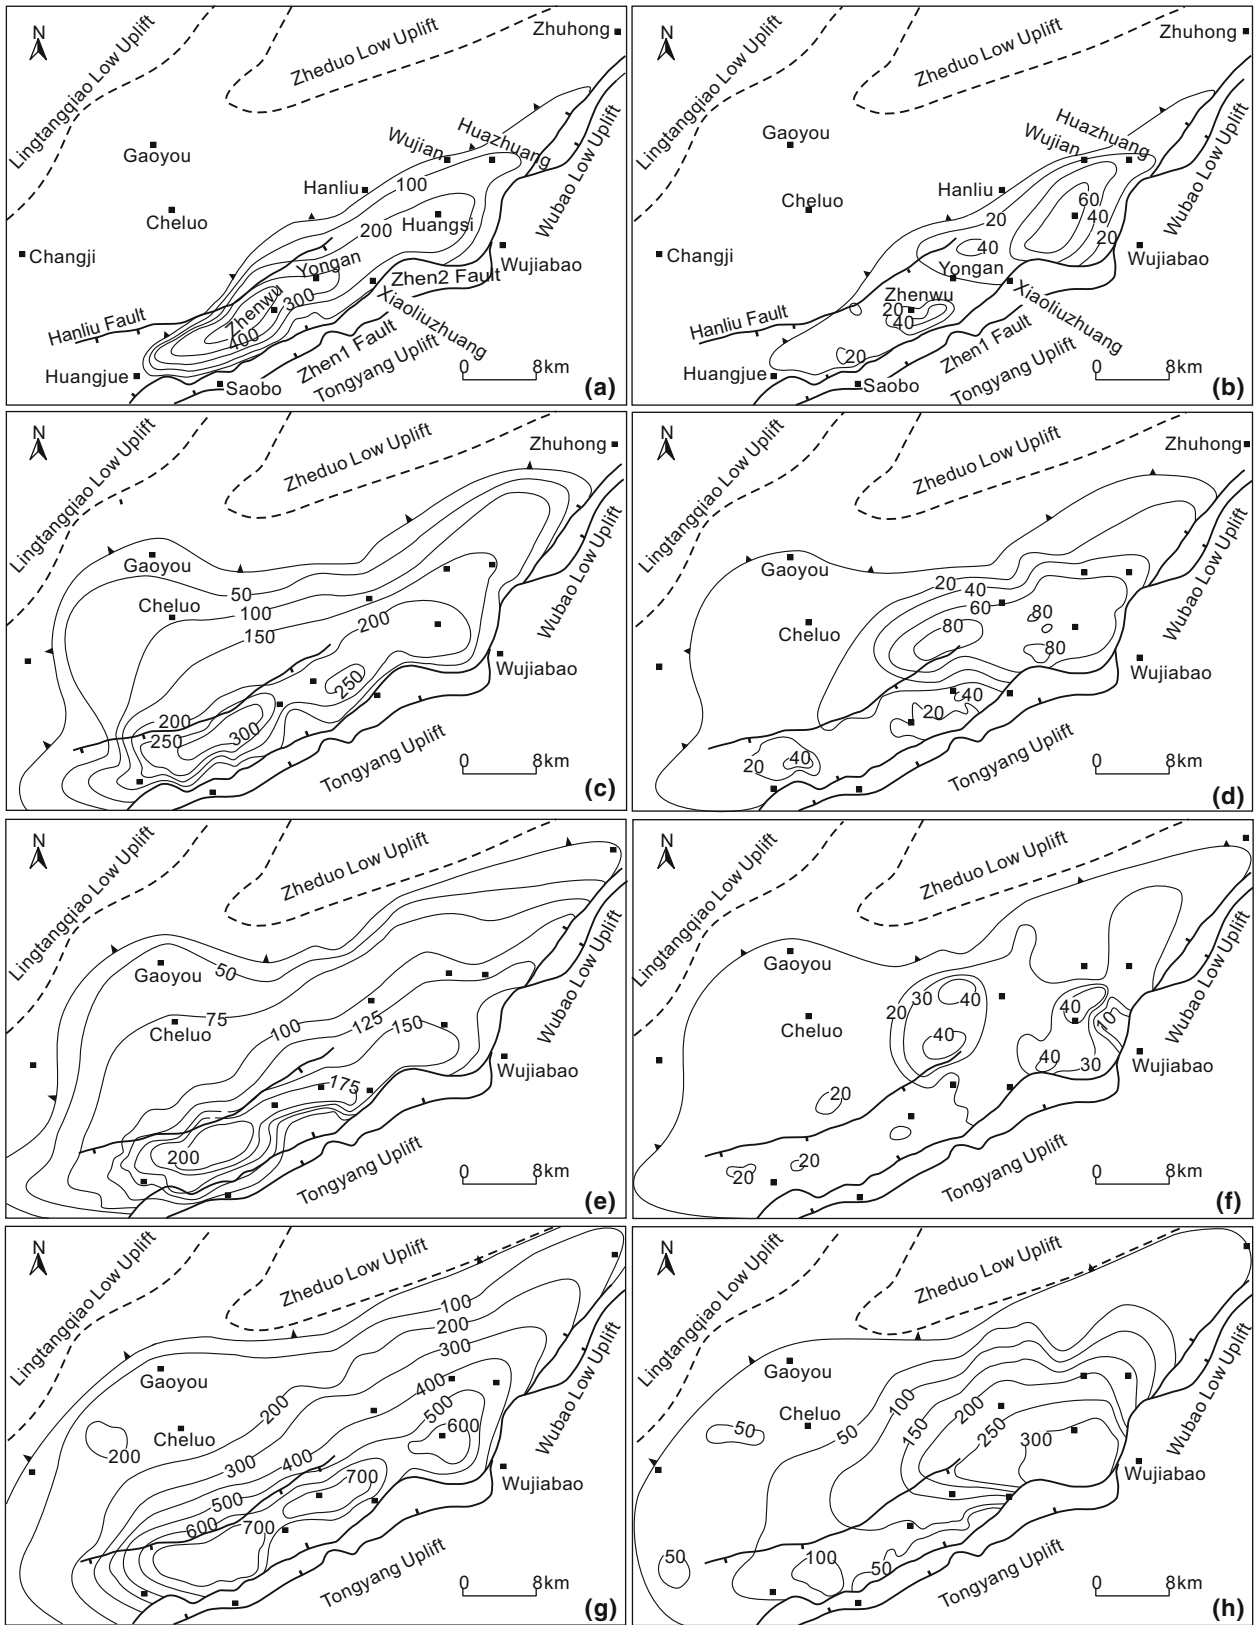 N
Lingtangqiao Low Uplift
Zheduo Low Uplift
Zhuhong
Gaoyou
Wujian
Huazhuang
Hanliu
100
Cheluo
Huangsi
200
Wubao Low Uplift
Changji
Wujiabao
Yongan
Zhen2 Fault
Zhenwu
300
Xiaoliuzhuang
Hanliu Fault
400
Zhen1 Fault
Tongyang Uplift
Huangjue
Saobo
0 8km
(a)
N
Lingtangqiao Low Uplift
Zheduo Low Uplift
Zhuhong
Gaoyou
Wujian
Huazhuang
Hanliu
Cheluo
60
20
40
20
40
Wubao Low Uplift
Changji
Wujiabao
Yongan
Zhenwu
20
40
Xiaoliuzhuang
Hanliu Fault
20
Zhen1 Fault
Tongyang Uplift
Huangjue
Saobo
0 8km
(b)
N
Lingtangqiao Low Uplift
Zheduo Low Uplift
Zhuhong
Gaoyou
50
Cheluo
100
150
200
Wubao Low Uplift
Wujiabao
250
200
250
300
Tongyang Uplift
0 8km
(c)
N
Lingtangqiao Low Uplift
Zheduo Low Uplift
Zhuhong
Gaoyou
20
40
60
80
Cheluo
80
80
Wubao Low Uplift
Wujiabao
40
20
20
40
Tongyang Uplift
0 8km
(d)
N
Lingtangqiao Low Uplift
Zheduo Low Uplift
Gaoyou
50
75
Cheluo
100
125
150
Wubao Low Uplift
Wujiabao
175
200
Tongyang Uplift
0 8km
(e)
N
Lingtangqiao Low Uplift
Zheduo Low Uplift
Gaoyou
20
30
40
40
10
Cheluo
40
40
30
Wubao Low Uplift
Wujiabao
20
20
20
Tongyang Uplift
0 8km
(f)
N
Lingtangqiao Low Uplift
Zheduo Low Uplift
100
200
300
Gaoyou
400
200
500
600
Cheluo
200
300
400
Wubao Low Uplift
Wujiabao
500
700
600
700
Tongyang Uplift
0 8km
(g)
N
Lingtangqiao Low Uplift
Zheduo Low Uplift
Gaoyou
100
Cheluo
50
50
150
200
250
300
Wubao Low Uplift
Wujiabao
50
100
50
Tongyang Uplift
0 8km
(h)